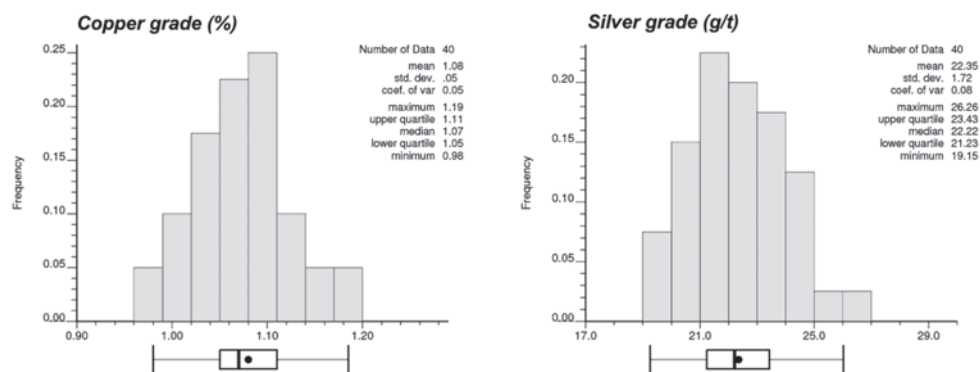 Copper grade (%)
Number of Data 40
mean 1.08
std. dev. .05
coef. of var 0.05
maximum 1.19
upper quartile 1.11
median 1.07
lower quartile 1.05
minimum 0.98
Frequency
0.25
0.20
0.15
0.10
0.05
0.00
0.90 1.00 1.10 1.20
Silver grade (g/t)
Number of Data 40
mean 22.35
std. dev. 1.72
coef. of var 0.08
maximum 26.26
upper quartile 23.43
median 22.22
lower quartile 21.23
minimum 19.15
Frequency
0.20
0.15
0.10
0.05
0.00
17.0 21.0 25.0 29.0